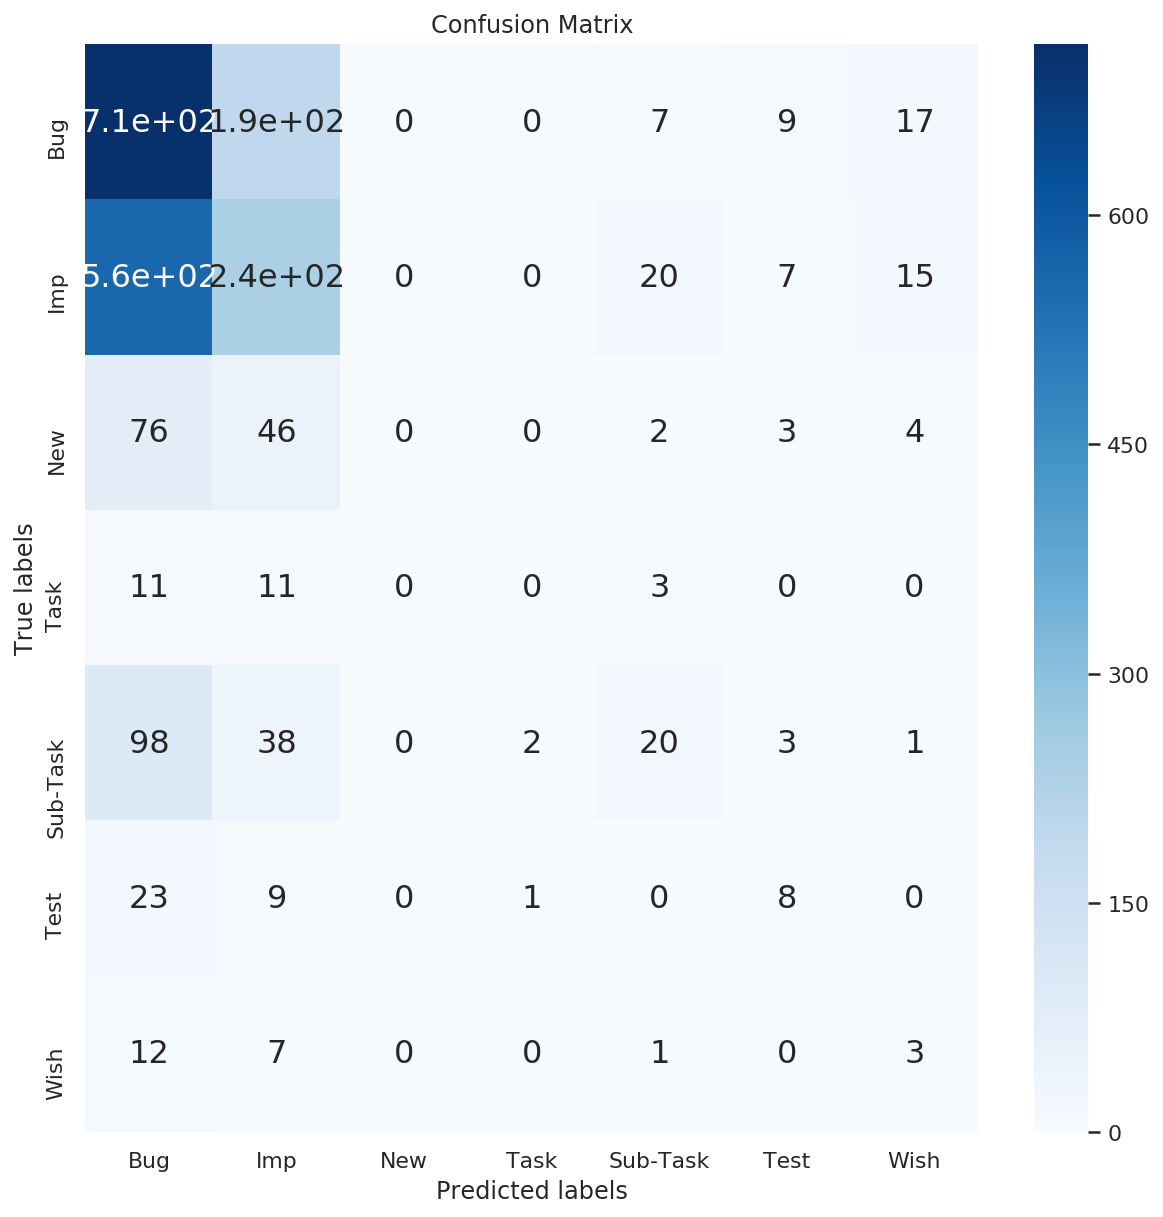 Confusion Matrix
True labels
Bug 7.1e+02 1.9e+02 0 0 7 9 17
Imp 5.6e+02 2.4e+02 0 0 20 7 15
New 76 46 0 0 2 3 4
Task 11 11 0 0 3 0 0
Sub-Task 98 38 0 2 20 3 1
Test 23 9 0 1 0 8 0
Wish 12 7 0 0 1 0 3
Bug Imp New Task Sub-Task Test Wish
Predicted labels
600
450
300
150
0